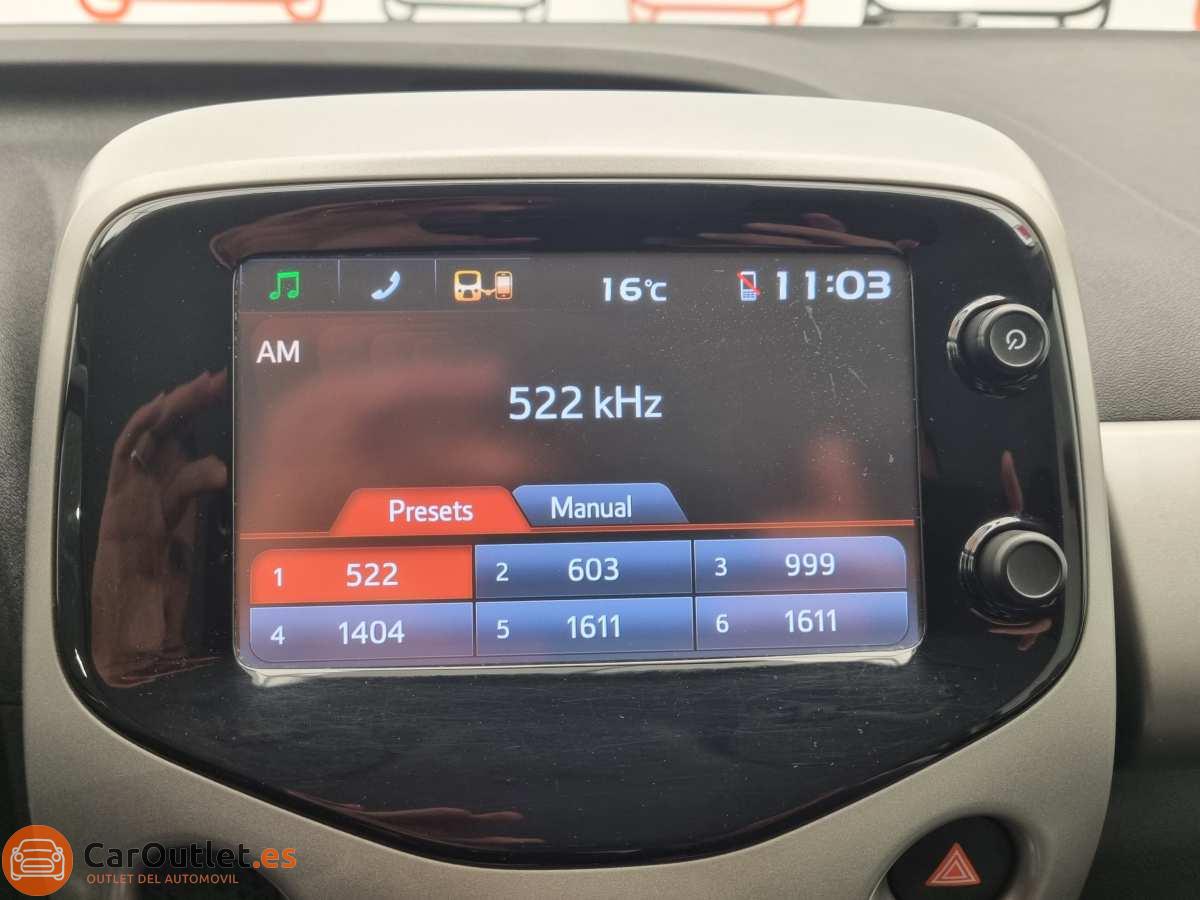 16°C 11:03
AM
522 kHz
Presets Manual
1 522 2 603 3 999
4 1404 5 1611 6 1611
CarOutlet.es
OUTLET DEL AUTOMOVIL